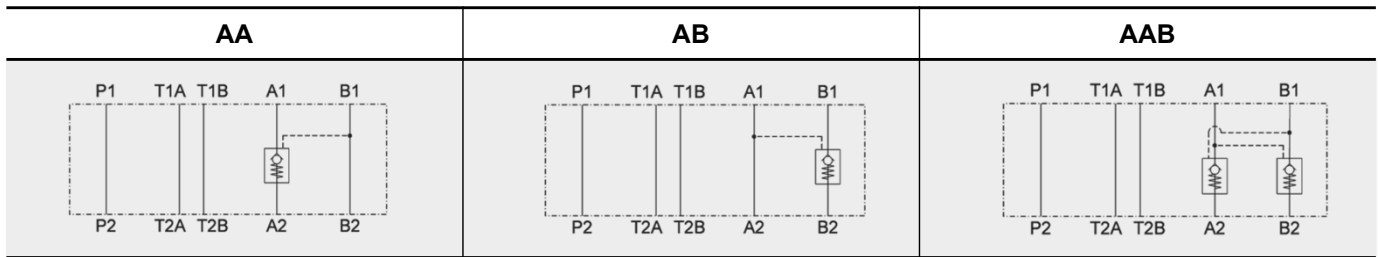 AA AB AAB
P1 T1A T1B A1 B1
P2 T2A T2B A2 B2
P1 T1A T1B A1 B1
P2 T2A T2B A2 B2
P1 T1A T1B A1 B1
P2 T2A T2B A2 B2